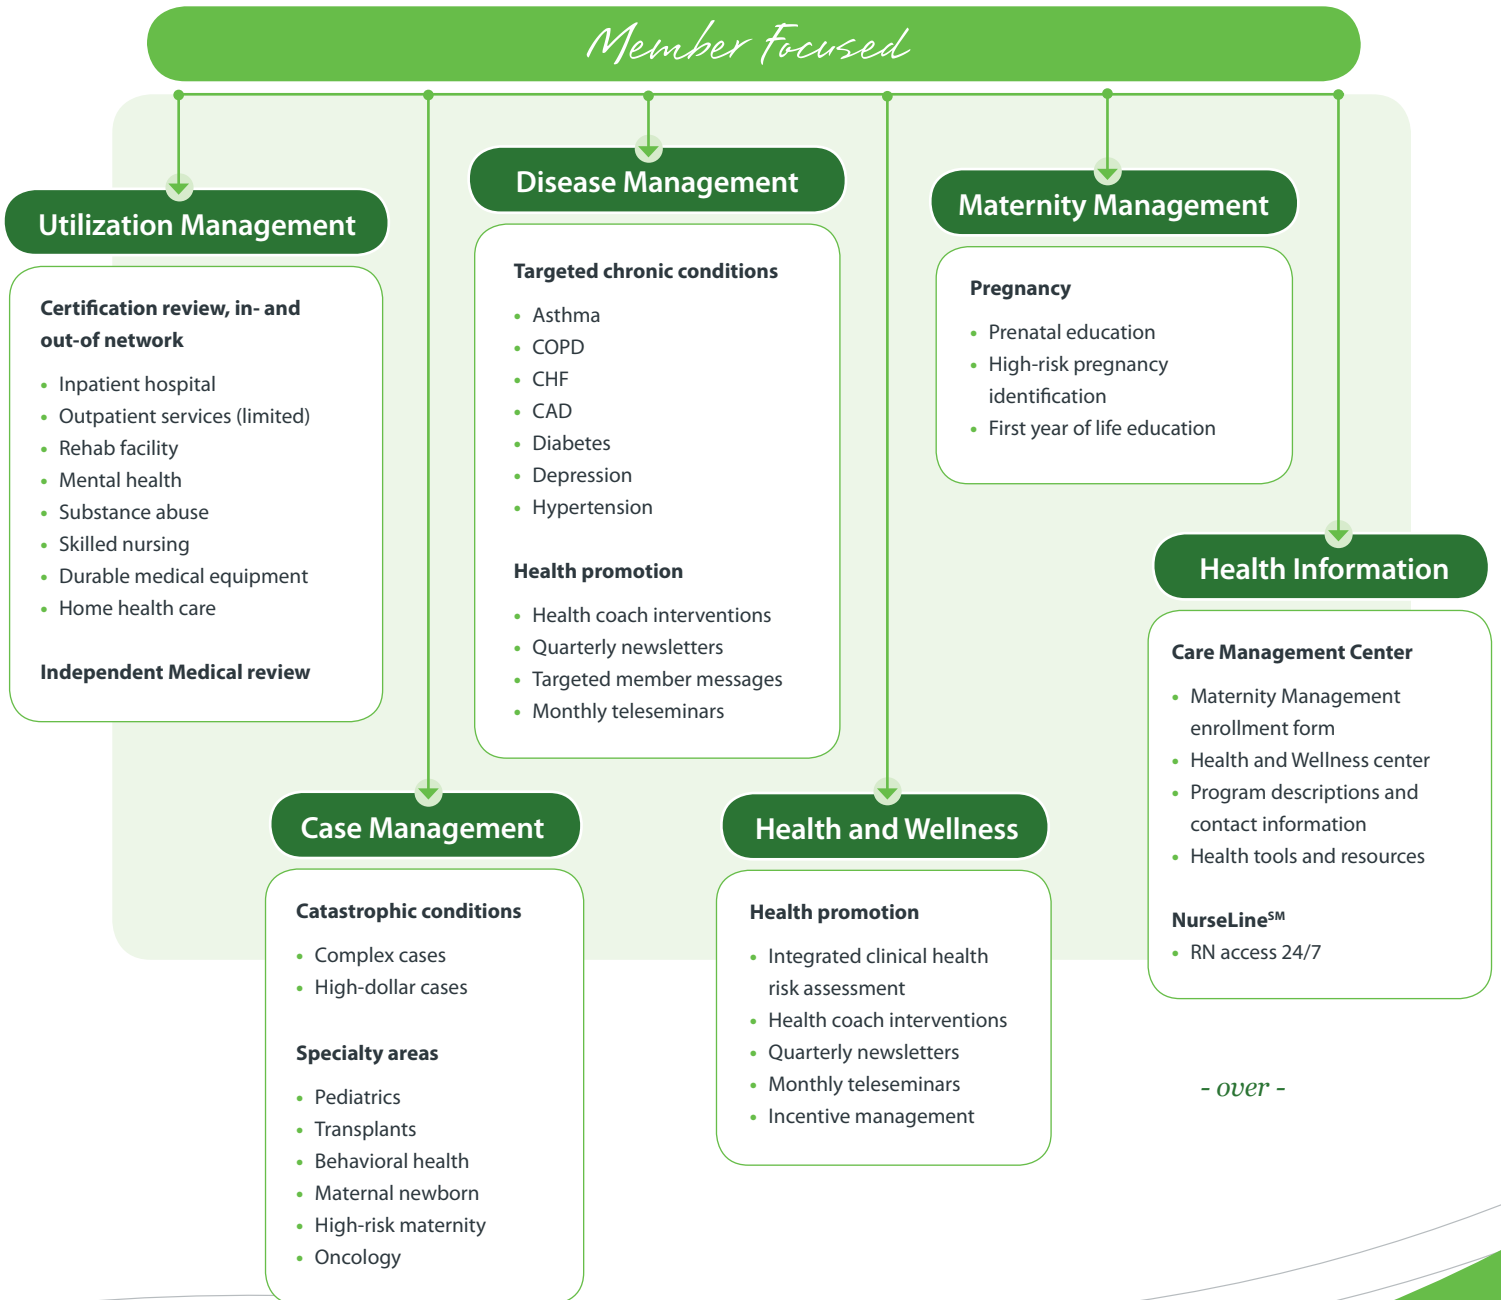 Member Focused
Utilization Management
Certification review, in- and
out-of network
• Inpatient hospital
• Outpatient services (limited)
• Rehab facility
• Mental health
• Substance abuse
• Skilled nursing
• Durable medical equipment
• Home health care
Independent Medical review
Disease Management
Targeted chronic conditions
• Asthma
• COPD
• CHF
• CAD
• Diabetes
• Depression
• Hypertension
Health promotion
• Health coach interventions
• Quarterly newsletters
• Targeted member messages
• Monthly teleseminars
Maternity Management
Pregnancy
• Prenatal education
• High-risk pregnancy
identification
• First year of life education
Health Information
Care Management Center
• Maternity Management
enrollment form
• Health and Wellness center
• Program descriptions and
contact information
• Health tools and resources
NurseLine℠
• RN access 24/7
Case Management
Catastrophic conditions
• Complex cases
• High-dollar cases
Specialty areas
• Pediatrics
• Transplants
• Behavioral health
• Maternal newborn
• High-risk maternity
• Oncology
Health and Wellness
Health promotion
• Integrated clinical health
risk assessment
• Health coach interventions
• Quarterly newsletters
• Monthly teleseminars
• Incentive management
- over -